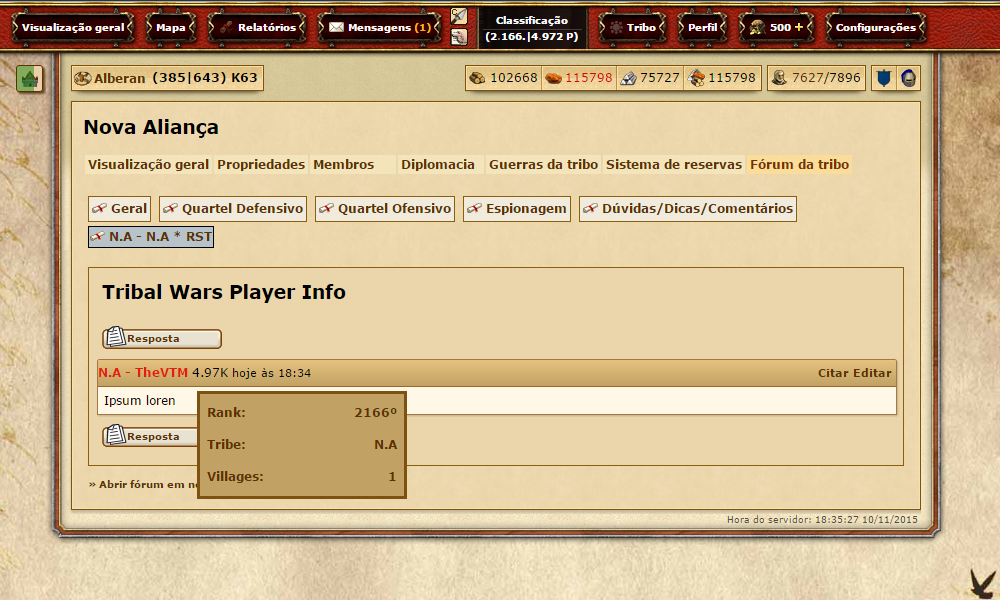 Visualização geral Mapa Relatórios Mensagens (1) Classificação Tribo Perfil 500 + Configurações
(2.166.|4.972 P)
Alberan (385|643) K63 102668 115798 75727 115798 7627/7896
Nova Aliança
Visualização geral Propriedades Membros Diplomacia Guerras da tribo Sistema de reservas Fórum da tribo
Geral Quartel Defensivo Quartel Ofensivo Espionagem Dúvidas/Dicas/Comentários
N.A - N.A * RST
Tribal Wars Player Info
Resposta
N.A - TheVTM 4.97K hoje às 18:34 Citar Editar
Ipsum loren
Rank: 2166º
Resposta
Tribe: N.A
Villages: 1
» Abrir fórum em
Hora do servidor: 18:35:27 10/11/2015